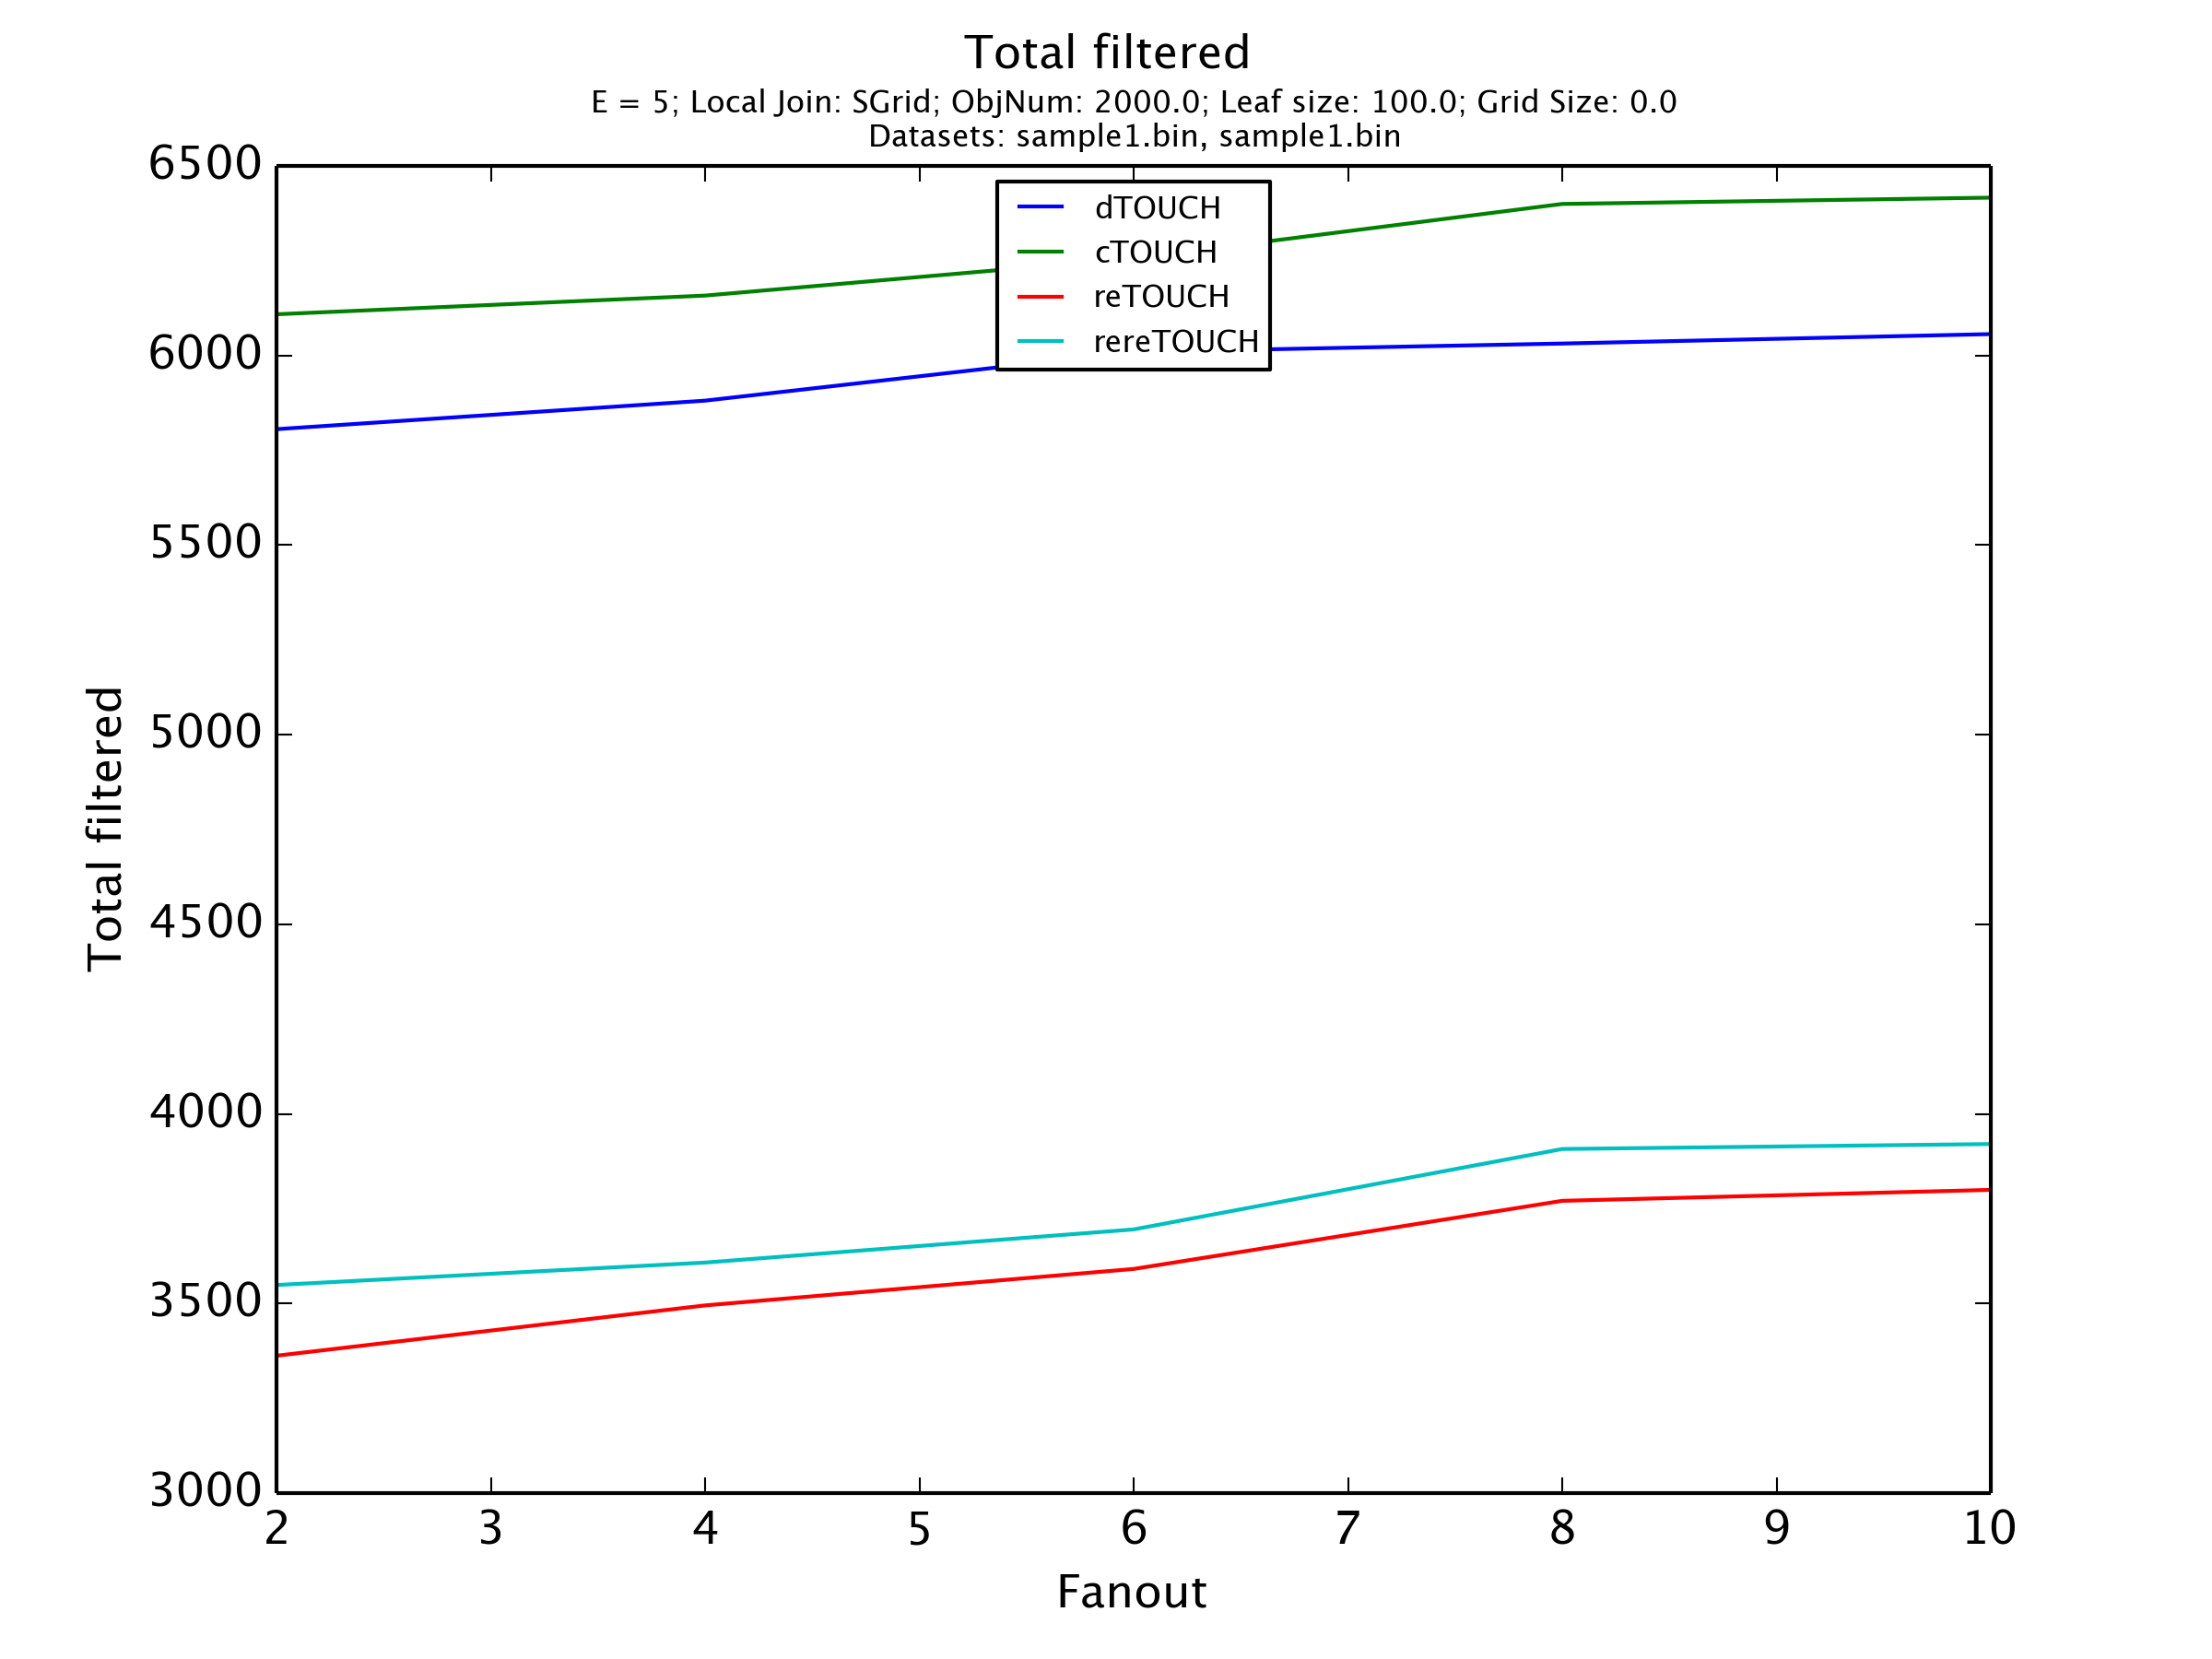 Total filtered
E = 5; Local Join: SGrid; ObjNum: 2000.0; Leaf size: 100.0; Grid Size: 0.0
Datasets: sample1.bin, sample1.bin
dTOUCH
cTOUCH
reTOUCH
rereTOUCH
6500
6000
5500
5000
4500
4000
3500
3000
Total filtered
2 3 4 5 6 7 8 9 10
Fanout